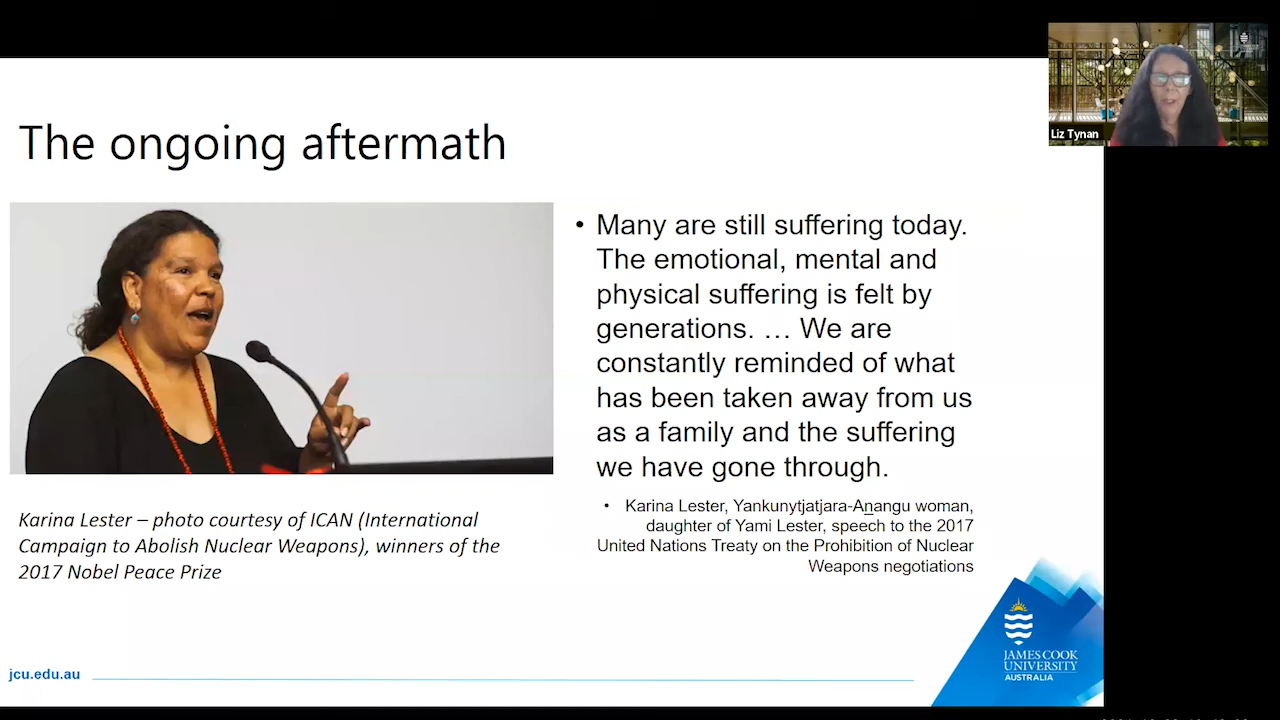 Liz Tynan
The ongoing aftermath
• Many are still suffering today.
The emotional, mental and
physical suffering is felt by
generations. … We are
constantly reminded of what
has been taken away from us
as a family and the suffering
we have gone through.
• Karina Lester, Yankunytjatjara-Aṉangu woman,
daughter of Yami Lester, speech to the 2017
United Nations Treaty on the Prohibition of Nuclear
Weapons negotiations
Karina Lester – photo courtesy of ICAN (International
Campaign to Abolish Nuclear Weapons), winners of the
2017 Nobel Peace Prize
jcu.edu.au
JAMES COOK
UNIVERSITY
AUSTRALIA